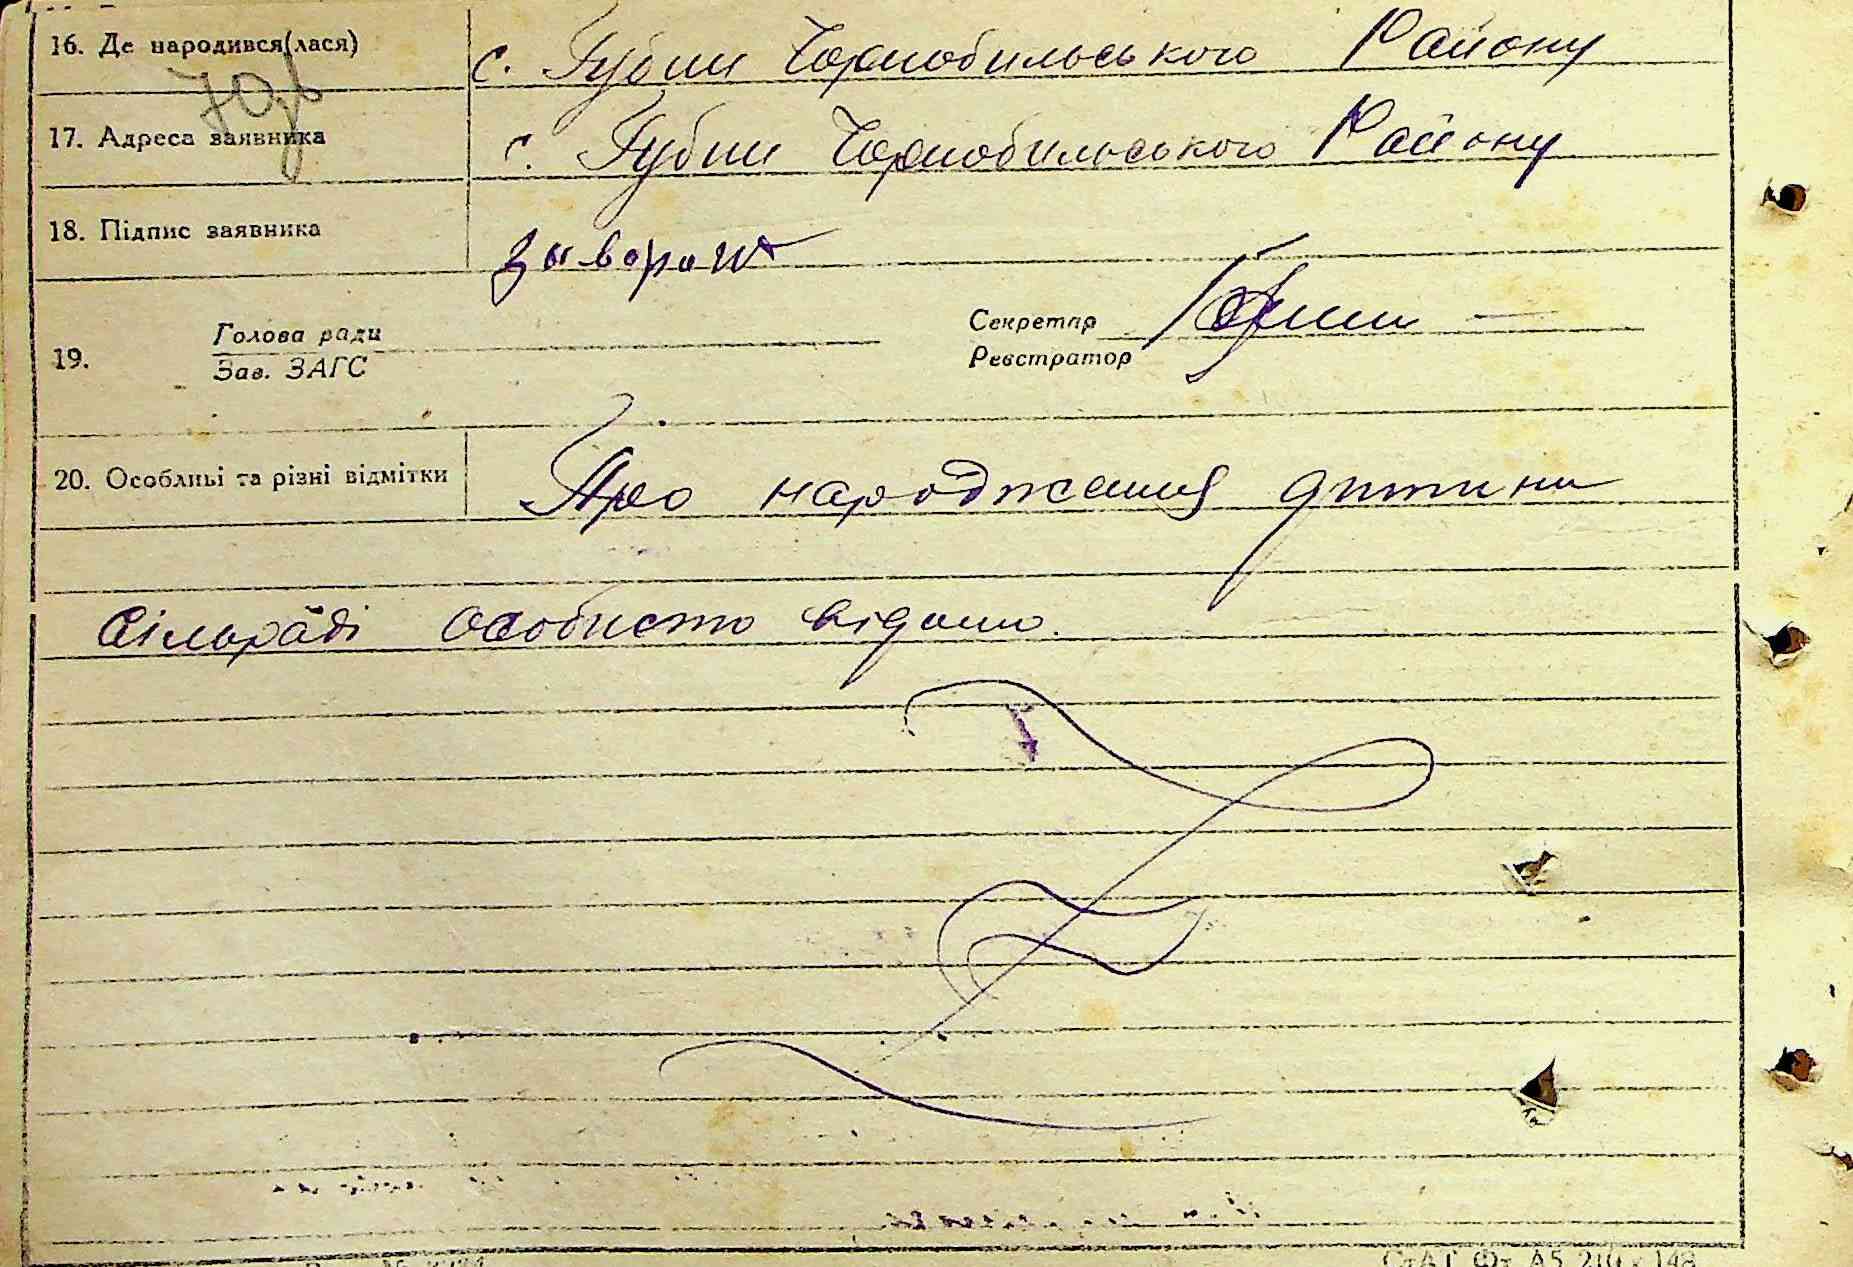 16. Де народився(лася) с. Губин Чорнобильського Району
17. Адреса заявника с. Губин Чорнобильського Району
18. Підпис заявника Заворот
Голова ради Секретар
19.
Зав. ЗАГС Реєстратор
20. Особливі та різні відмітки Про народження дитини
Сільраді особисто відомо.